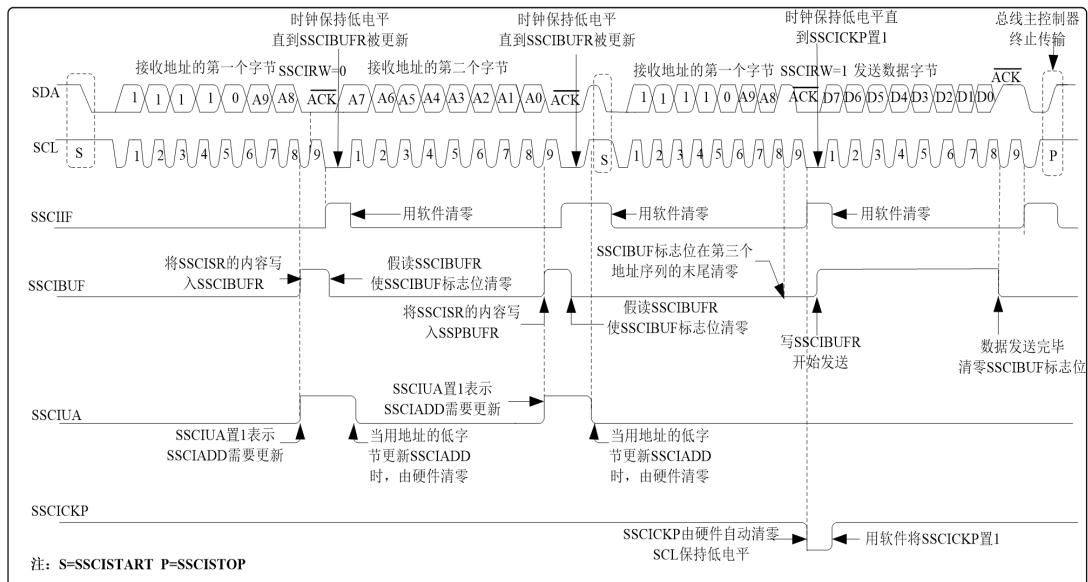 时钟保持低电平
直到SSCIBUFR被更新
时钟保持低电平
直到SSCIBUFR被更新
时钟保持低电平直
到SSCICKP置1
总线主控制器
终止传输
接收地址的第一个字节 SSCIRW=0 接收地址的第二个字节
接收地址的第一个字节 SSCIRW=1 发送数据字节
ACK
SDA 1 1 1 1 0 A9 A8 ACK A7 A6 A5 A4 A3 A2 A1 A0 ACK 1 1 1 1 0 A9 A8 ACK D7 D6 D5 D4 D3 D2 D1 D0
SCL S 1 2 3 4 5 6 7 8 9 1 2 3 4 5 6 7 8 9 S 1 2 3 4 5 6 7 8 9 1 2 3 4 5 6 7 8 9 P
SSCIIF 用软件清零 用软件清零 用软件清零
SSCIBUF
将SSCISR的内容写
入SSCIBUFR
假读SSCIBUFR
使SSCIBUF标志位清零
将SSCISR的内容写
入SSPBUFR
假读SSCIBUFR
使SSCIBUF标志位清零
SSCIBUF标志位在第三个
地址序列的末尾清零
写SSCIBUFR
开始发送
数据发送完毕
清零SSCIBUF标志位
SSCIUA
SSCIUA置1表示
SSCIADD需要更新
当用地址的低字
节更新SSCIADD
时，由硬件清零
SSCIUA置1表示
SSCIADD需要更新
当用地址的低字
节更新SSCIADD
时，由硬件清零
SSCICKP
SSCICKP由硬件自动清零
SCL保持低电平
用软件将SSCICKP置1
注：S=SSCISTART P=SSCISTOP